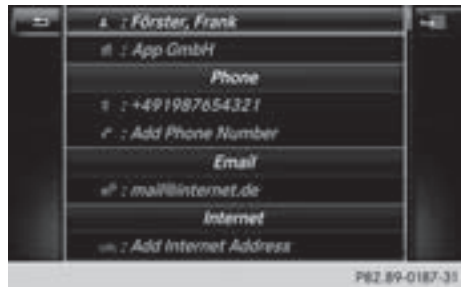 : Förster, Frank
: App GmbH
Phone
: +491987654321
: Add Phone Number
Email
: mail@internet.de
Internet
: Add Internet Address
P82.89-0187-31